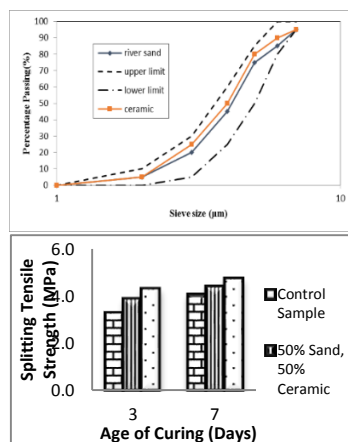 Percentage Passing(%)
100
90
80
70
60
50
40
30
20
10
0
river sand
upper limit
lower limit
ceramic
1
10
Sieve size (µm)
Splitting Tensile
Strength (MPa)
6.0
4.0
2.0
0.0
3
7
Age of Curing (Days)
Control
Sample
50% Sand,
50%
Ceramic